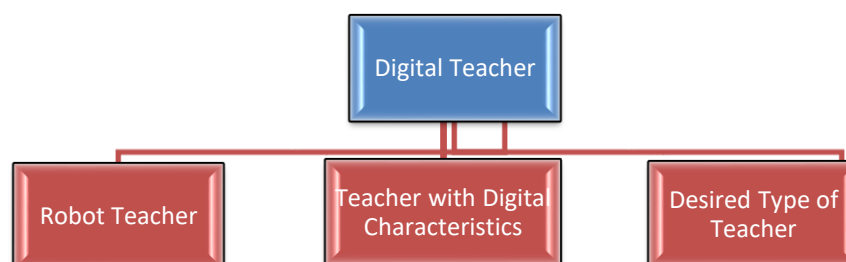 Digital Teacher
Robot Teacher
Teacher with Digital
Characteristics
Desired Type of
Teacher